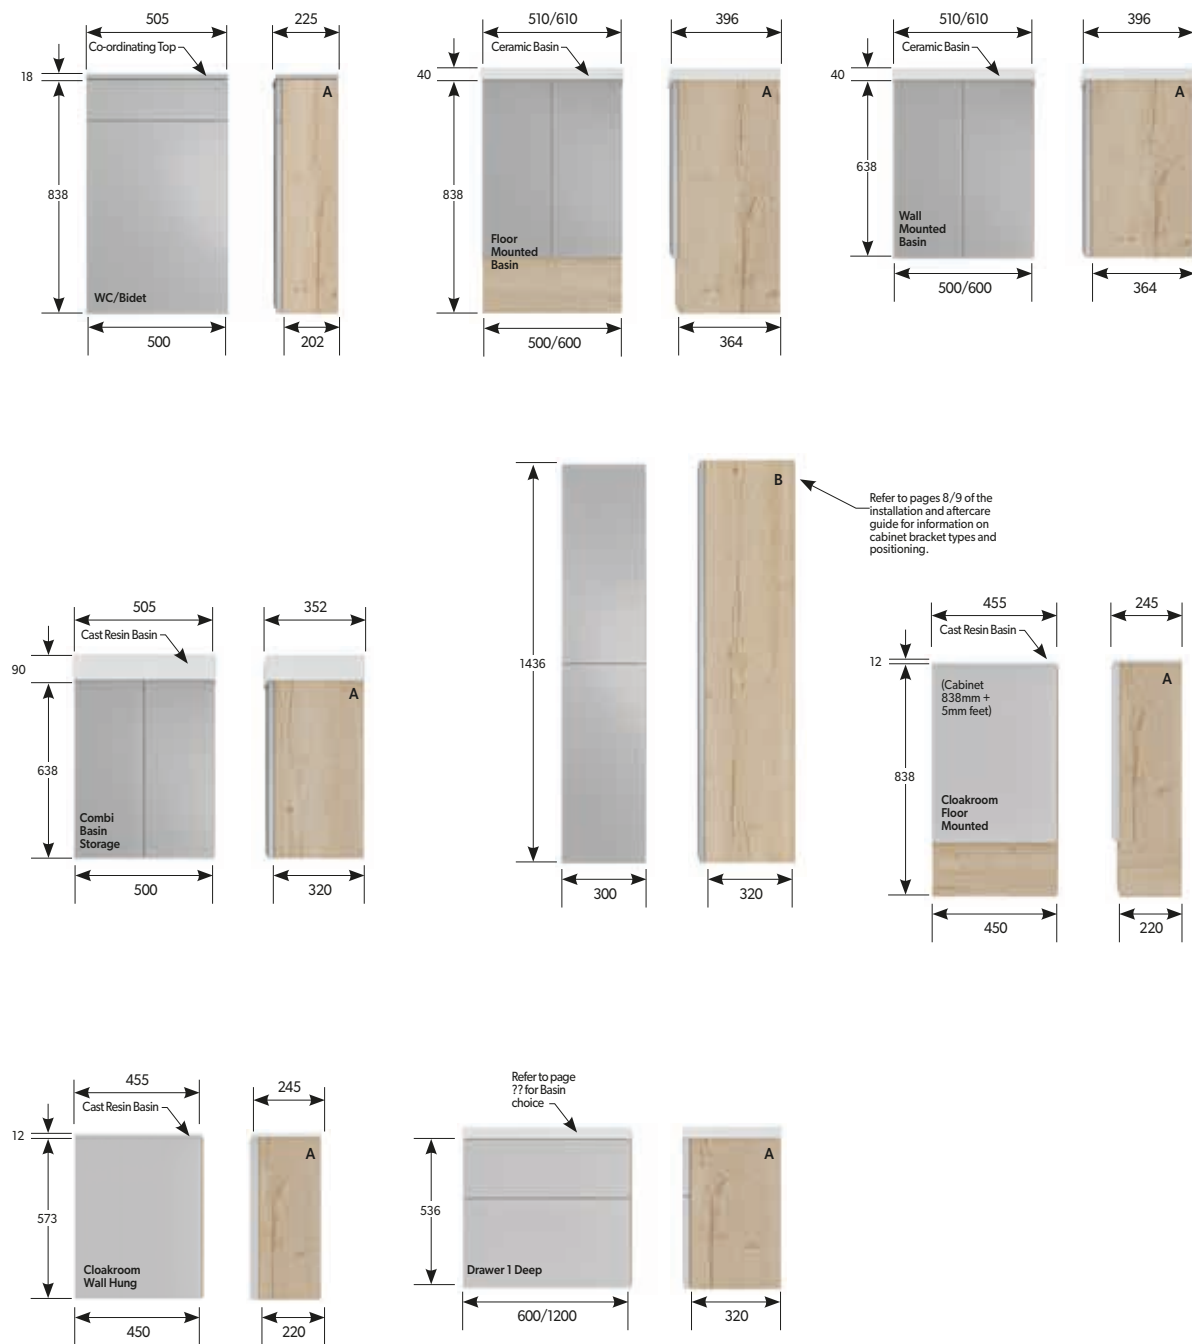 505
Co-ordinating Top
18
838
WC/Bidet
500
225
A
202
510/610
Ceramic Basin
40
838
Floor
Mounted
Basin
500/600
396
A
364
510/610
Ceramic Basin
40
638
Wall
Mounted
Basin
500/600
396
A
364
505
Cast Resin Basin
90
638
Combi
Basin
Storage
500
352
A
320
1436
300
B
320
Refer to pages 8/9 of the
installation and aftercare
guide for information on
cabinet bracket types and
positioning.
455
Cast Resin Basin
12
(Cabinet
838mm +
5mm feet)
838
Cloakroom
Floor
Mounted
450
245
A
220
455
Cast Resin Basin
12
573
Cloakroom
Wall Hung
450
245
A
220
Refer to page
?? for Basin
choice
536
Drawer 1 Deep
600/1200
A
320